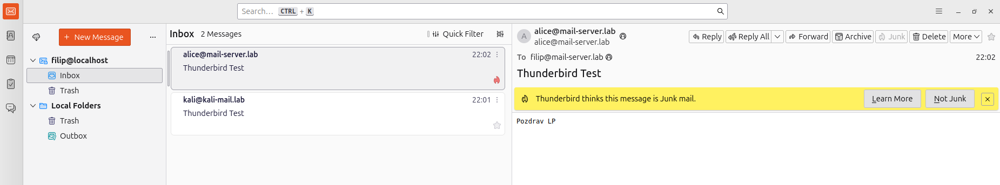 Search… CTRL + K
New Message
filip@localhost
Inbox
Trash
Local Folders
Trash
Outbox
Inbox 2 Messages Quick Filter
alice@mail-server.lab 22:02
Thunderbird Test
kali@kali-mail.lab 22:01
Thunderbird Test
A
alice@mail-server.lab
alice@mail-server.lab
Reply Reply All Forward Archive Junk Delete More
To filip@mail-server.lab 22:02
Thunderbird Test
Thunderbird thinks this message is Junk mail. Learn More Not Junk
Pozdrav LP